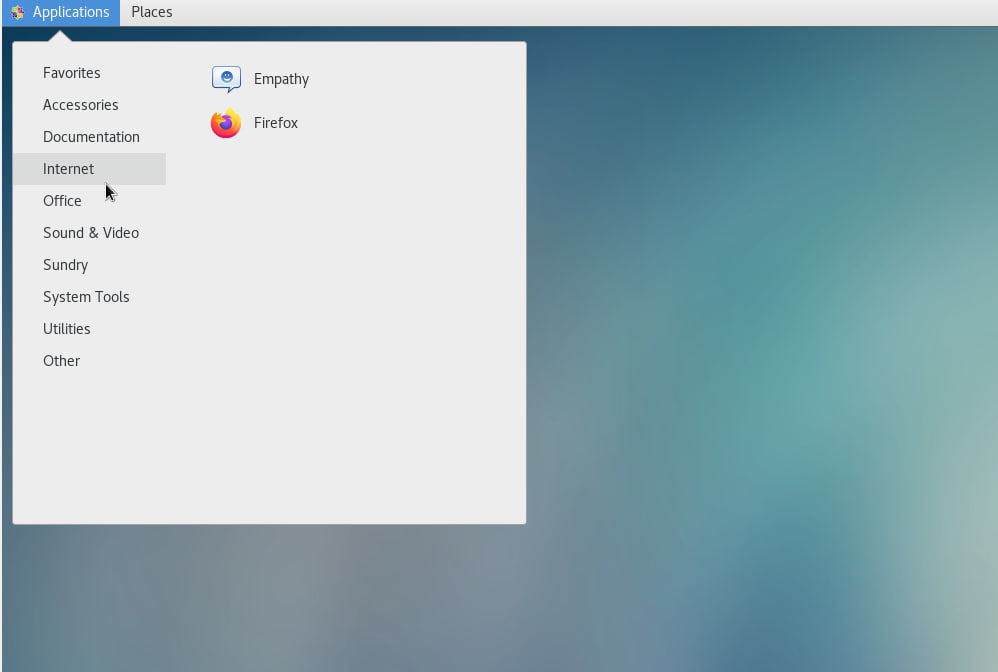 Applications Places
Favorites
Accessories
Documentation
Internet
Office
Sound & Video
Sundry
System Tools
Utilities
Other
Empathy
Firefox